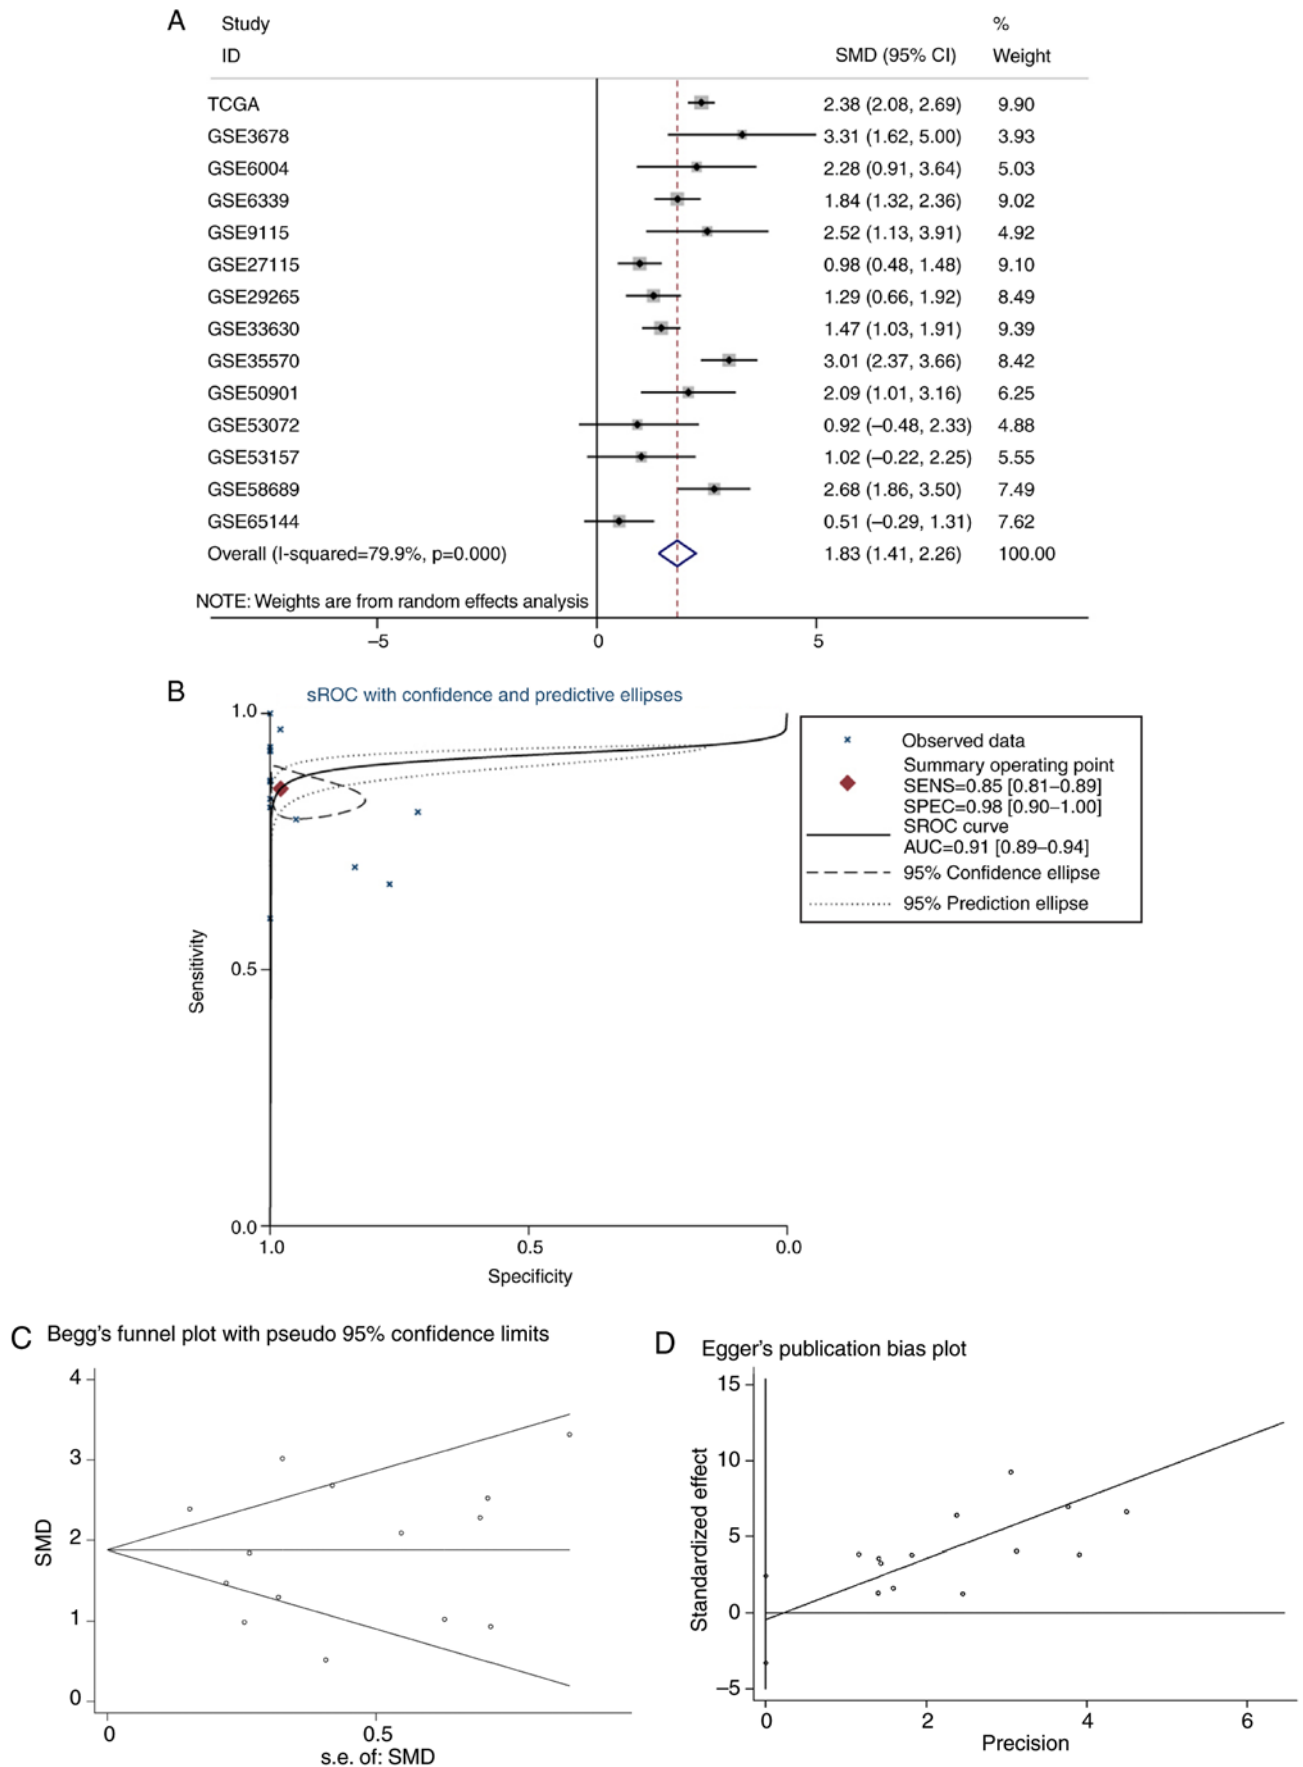 A
Study %
ID SMD (95% CI) Weight
TCGA 2.38 (2.08, 2.69) 9.90
GSE3678 3.31 (1.62, 5.00) 3.93
GSE6004 2.28 (0.91, 3.64) 5.03
GSE6339 1.84 (1.32, 2.36) 9.02
GSE9115 2.52 (1.13, 3.91) 4.92
GSE27115 0.98 (0.48, 1.48) 9.10
GSE29265 1.29 (0.66, 1.92) 8.49
GSE33630 1.47 (1.03, 1.91) 9.39
GSE35570 3.01 (2.37, 3.66) 8.42
GSE50901 2.09 (1.01, 3.16) 6.25
GSE53072 0.92 (–0.48, 2.33) 4.88
GSE53157 1.02 (–0.22, 2.25) 5.55
GSE58689 2.68 (1.86, 3.50) 7.49
GSE65144 0.51 (–0.29, 1.31) 7.62
Overall (I-squared=79.9%, p=0.000) 1.83 (1.41, 2.26) 100.00
NOTE: Weights are from random effects analysis
–5 0 5
B
sROC with confidence and predictive ellipses
1.0
0.5
0.0
Sensitivity
1.0 0.5 0.0
Specificity
Observed data
Summary operating point
SENS=0.85 [0.81–0.89]
SPEC=0.98 [0.90–1.00]
SROC curve
AUC=0.91 [0.89–0.94]
95% Confidence ellipse
95% Prediction ellipse
C
Begg's funnel plot with pseudo 95% confidence limits
4
3
2
1
0
SMD
0 0.5
s.e. of: SMD
D
Egger's publication bias plot
15
10
5
0
–5
Standardized effect
0 2 4 6
Precision